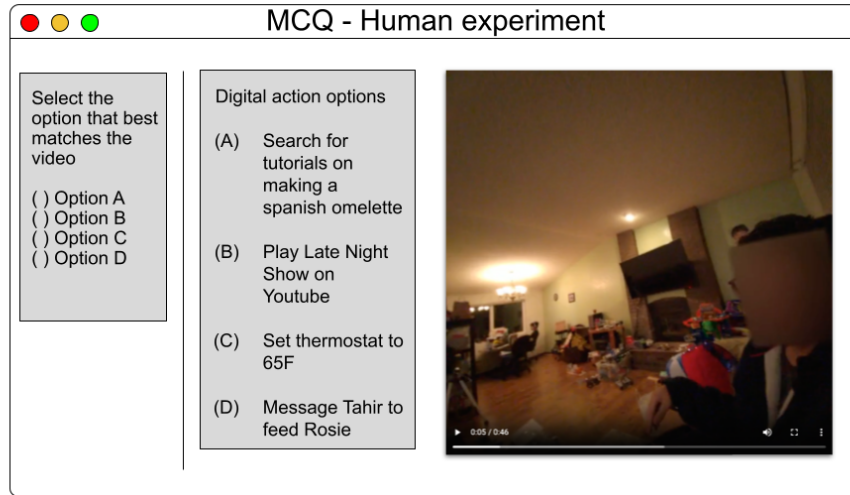 MCQ - Human experiment
Select the
option that best
matches the
video
( ) Option A
( ) Option B
( ) Option C
( ) Option D
Digital action options
(A) Search for
tutorials on
making a
spanish omelette
(B) Play Late Night
Show on
Youtube
(C) Set thermostat to
65F
(D) Message Tahir to
feed Rosie
0:05 / 0:46